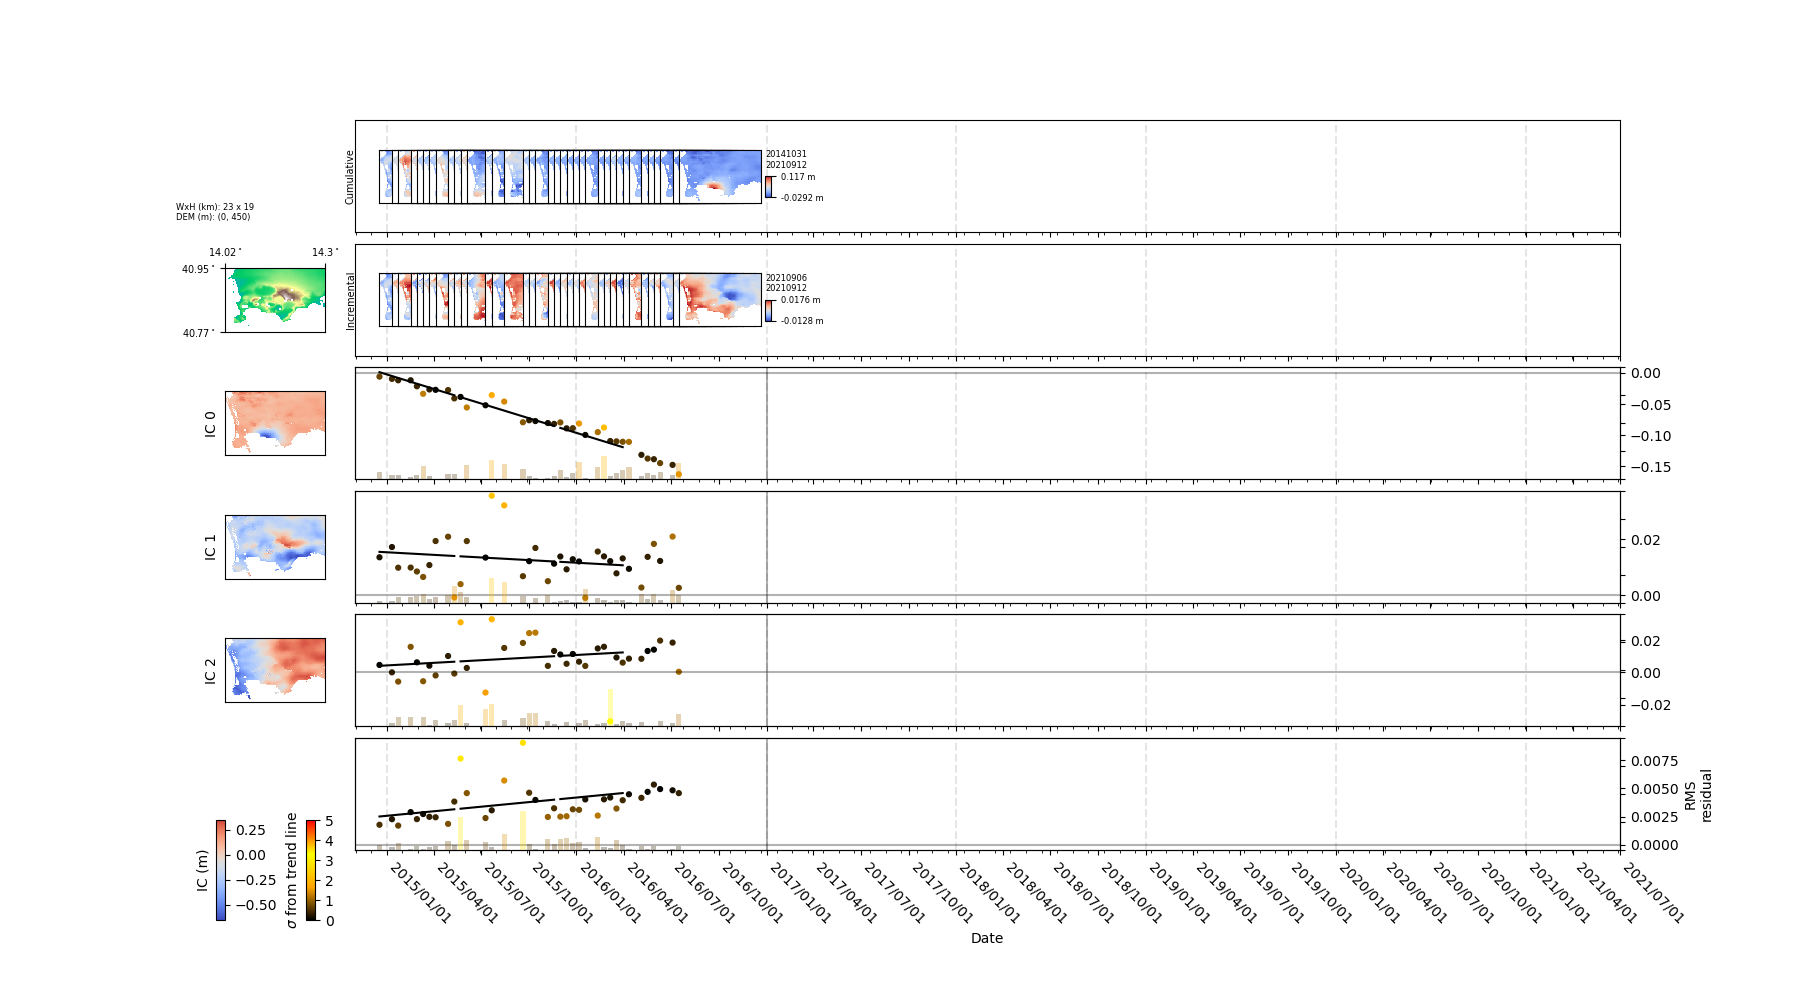 Cumulative
20141031
20210912
0.117 m
-0.0292 m
WxH (km): 23 x 19
DEM (m): (0, 450)
14.02° 14.3°
40.95°
40.77°
Incremental
20210906
20210912
0.0176 m
-0.0128 m
IC 0
0.00
−0.05
−0.10
−0.15
IC 1
0.02
0.00
IC 2
0.02
0.00
−0.02
0.0075
0.0050
0.0025
0.0000
RMS
residual
IC (m)
0.25
0.00
−0.25
−0.50
σ from trend line
5
4
3
2
1
0
2015/01/01 2015/04/01 2015/07/01 2015/10/01 2016/01/01 2016/04/01 2016/07/01 2016/10/01 2017/01/01 2017/04/01 2017/07/01 2017/10/01 2018/01/01 2018/04/01 2018/07/01 2018/10/01 2019/01/01 2019/04/01 2019/07/01 2019/10/01 2020/01/01 2020/04/01 2020/07/01 2020/10/01 2021/01/01 2021/04/01 2021/07/01
Date